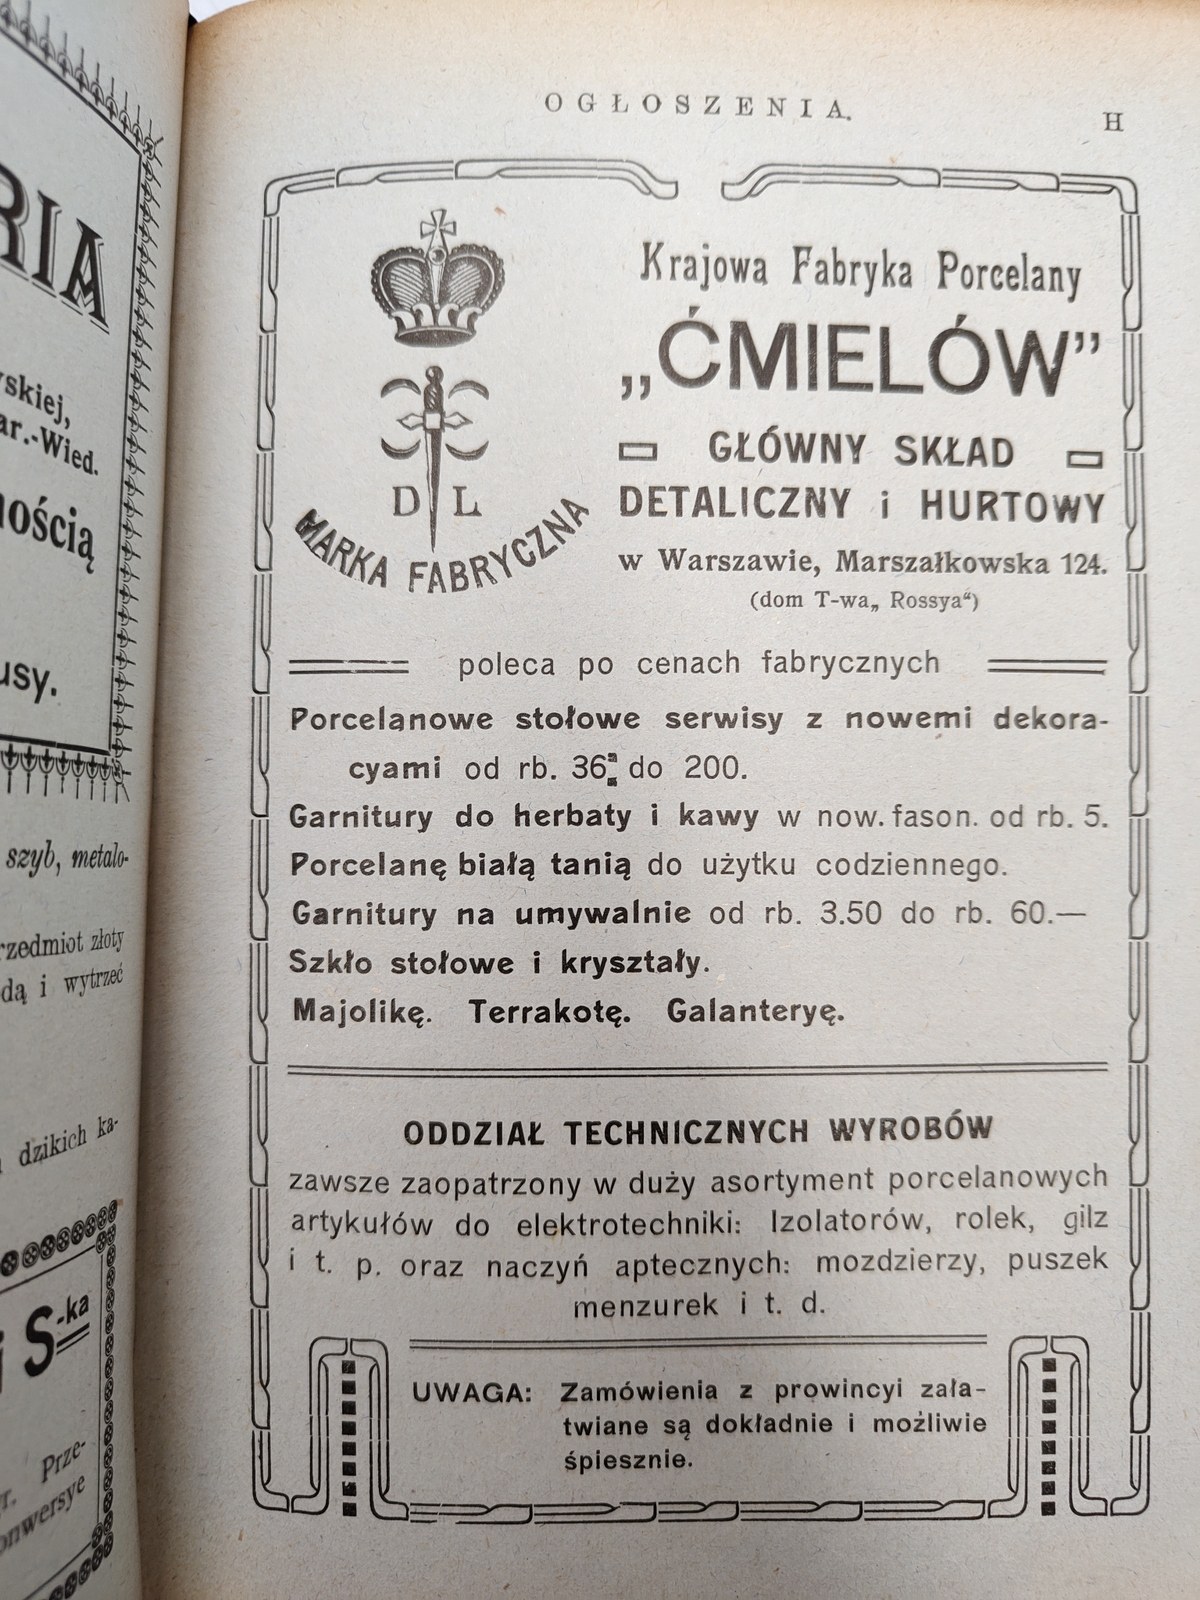 RIA
skiej,
ar.-Wied.
nością
usy.
szyb, metalo-
rzedmiot złoty
dą i wytrzeć
dzikich ka-
S-ka
Prze-
onwersye
OGŁOSZENIA.
H
D L
MARKA FABRYCZNA
Krajowa Fabryka Porcelany
„ĆMIELÓW”
GŁÓWNY SKŁAD
DETALICZNY i HURTOWY
w Warszawie, Marszałkowska 124.
(dom T-wa„ Rossya“)
poleca po cenach fabrycznych
Porcelanowe stołowe serwisy z nowemi dekora-
cyami od rb. 36 do 200.
Garnitury do herbaty i kawy w now. fason. od rb. 5.
Porcelanę białą tanią do użytku codziennego.
Garnitury na umywalnie od rb. 3.50 do rb. 60.—
Szkło stołowe i kryształy.
Majolikę. Terrakotę. Galanteryę.
ODDZIAŁ TECHNICZNYCH WYROBÓW
zawsze zaopatrzony w duży asortyment porcelanowych
artykułów do elektrotechniki: Izolatorów, rolek, gilz
i t. p. oraz naczyń aptecznych: mozdzierzy, puszek
menzurek i t. d.
UWAGA: Zamówienia z prowincyi zała-
twiane są dokładnie i możliwie
śpiesznie.